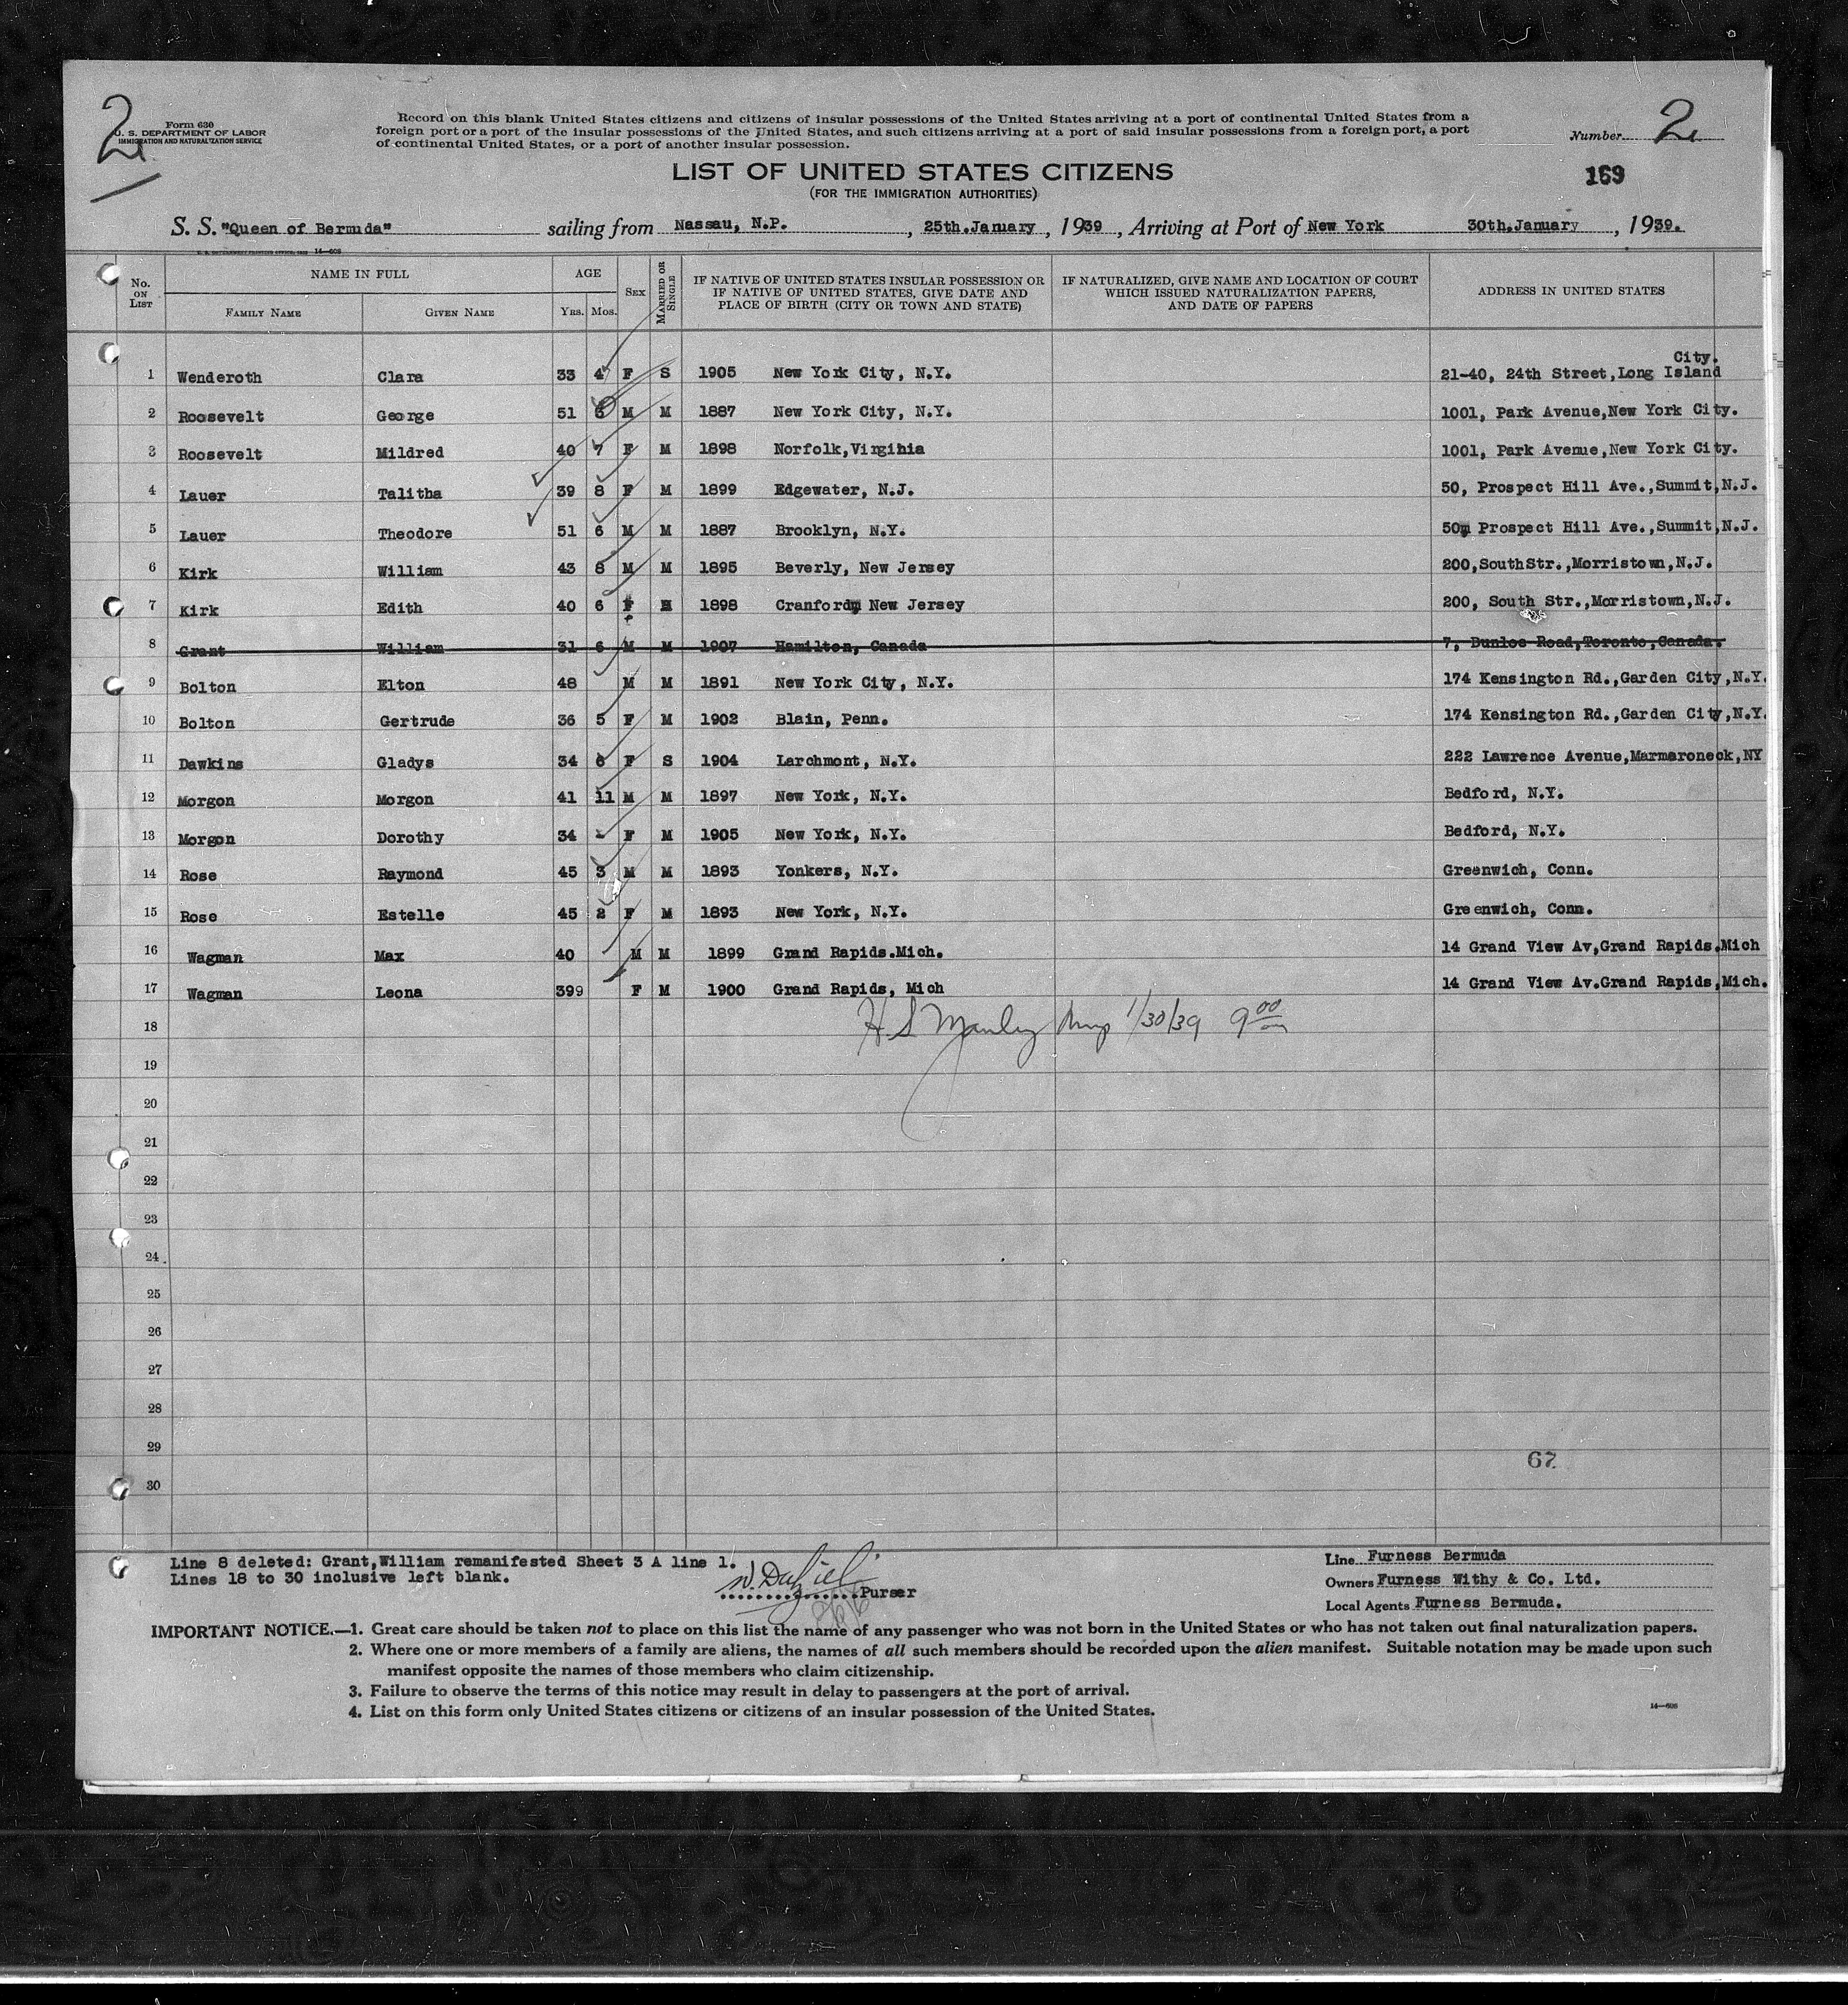 2
Form 630
U. S. DEPARTMENT OF LABOR
IMMIGRATION AND NATURALIZATION SERVICE
Record on this blank United States citizens and citizens of insular possessions of the United States arriving at a port of continental United States from a
foreign port or a port of the insular possessions of the United States, and such citizens arriving at a port of said insular possessions from a foreign port, a port
of continental United States, or a port of another insular possession.
Number 2
169
LIST OF UNITED STATES CITIZENS
(FOR THE IMMIGRATION AUTHORITIES)
S. S. "Queen of Bermuda" sailing from Nassau, N.P. , 25th.January , 1939 , Arriving at Port of New York 30th.January , 1939.
No. ON LIST NAME IN FULL FAMILY NAME GIVEN NAME AGE YRS. MOS. SEX MARRIED OR SINGLE IF NATIVE OF UNITED STATES INSULAR POSSESSION OR IF NATIVE OF UNITED STATES, GIVE DATE AND PLACE OF BIRTH (CITY OR TOWN AND STATE) IF NATURALIZED, GIVE NAME AND LOCATION OF COURT WHICH ISSUED NATURALIZATION PAPERS, AND DATE OF PAPERS ADDRESS IN UNITED STATES
City.
1 Wenderoth Clara 33 4 F S 1905 New York City, N.Y. 21-40, 24th Street,Long Island
2 Roosevelt George 51 M M 1887 New York City, N.Y. 1001, Park Avenue,New York City.
3 Roosevelt Mildred 40 7 F M 1898 Norfolk,Virginia 1001, Park Avenue,New York City.
4 Lauer Talitha 39 8 F M 1899 Edgewater, N.J. 50, Prospect Hill Ave.,Summit,N.J.
5 Lauer Theodore 51 6 M M 1887 Brooklyn, N.Y. 50m Prospect Hill Ave.,Summit,N.J.
6 Kirk William 43 8 M M 1895 Beverly, New Jersey 200,SouthStr.,Morristown,N.J.
7 Kirk Edith 40 6 F M 1898 Cranfordm New Jersey 200, South Str.,Morristown,N.J.
8 Grant William 31 6 M M 1907 Hamilton, Canada 7, Dunloe Road,Toronto,Canada.
9 Bolton Elton 48 M M 1891 New York City, N.Y. 174 Kensington Rd.,Garden City,N.Y.
10 Bolton Gertrude 36 5 F M 1902 Blain, Penn. 174 Kensington Rd.,Garden City,N.Y.
11 Dawkins Gladys 34 6 F S 1904 Larchmont, N.Y. 222 Lawrence Avenue,Marmaroneck,NY
12 Morgon Morgon 41 11 M M 1897 New York, N.Y. Bedford, N.Y.
13 Morgon Dorothy 34 - F M 1905 New York, N.Y. Bedford, N.Y.
14 Rose Raymond 45 3 M M 1893 Yonkers, N.Y. Greenwich, Conn.
15 Rose Estelle 45 2 F M 1893 New York, N.Y. Greenwich, Conn.
16 Wagman Max 40 M M 1899 Grand Rapids.Mich. 14 Grand View Av,Grand Rapids.Mich
17 Wagman Leona 399 F M 1900 Grand Rapids, Mich 14 Grand View Av.Grand Rapids,Mich.
18 H S Manley 1/30/39 9 00
19
20
21
22
23
24
25
26
27
28
29
67
30
Line 8 deleted: Grant,William remanifested Sheet 3 A line 1.
Lines 18 to 30 inclusive left blank.
Purser
Line Furness Bermuda
Owners Furness Withy & Co. Ltd.
Local Agents Furness Bermuda.
IMPORTANT NOTICE.—1. Great care should be taken not to place on this list the name of any passenger who was not born in the United States or who has not taken out final naturalization papers.
2. Where one or more members of a family are aliens, the names of all such members should be recorded upon the alien manifest. Suitable notation may be made upon such
manifest opposite the names of those members who claim citizenship.
3. Failure to observe the terms of this notice may result in delay to passengers at the port of arrival.
4. List on this form only United States citizens or citizens of an insular possession of the United States.